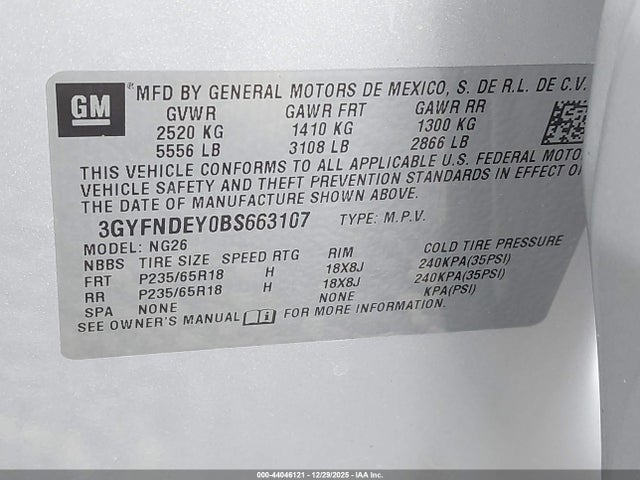 GM
MFD BY GENERAL MOTORS DE MEXICO, S. DE R.L. DE C.V.
GVWR GAWR FRT GAWR RR
2520 KG 1410 KG 1300 KG
5556 LB 3108 LB 2866 LB
THIS VEHICLE CONFORMS TO ALL APPLICABLE U.S. FEDERAL MOTO
VEHICLE SAFETY AND THEFT PREVENTION STANDARDS IN EFFECT O
THE DATE OF MANUFACTURE SHOWN ABOVE.
3GYFNDEY0BS663107 TYPE: M.P.V.
MODEL: NG26
NBBS TIRE SIZE SPEED RTG RIM COLD TIRE PRESSURE
FRT P235/65R18 H 18X8J 240KPA(35PSI)
RR P235/65R18 H 18X8J 240KPA(35PSI)
SPA NONE NONE KPA(PSI)
SEE OWNER'S MANUAL FOR MORE INFORMATION.
000-44046121 - 12/29/2025 - IAA Inc.